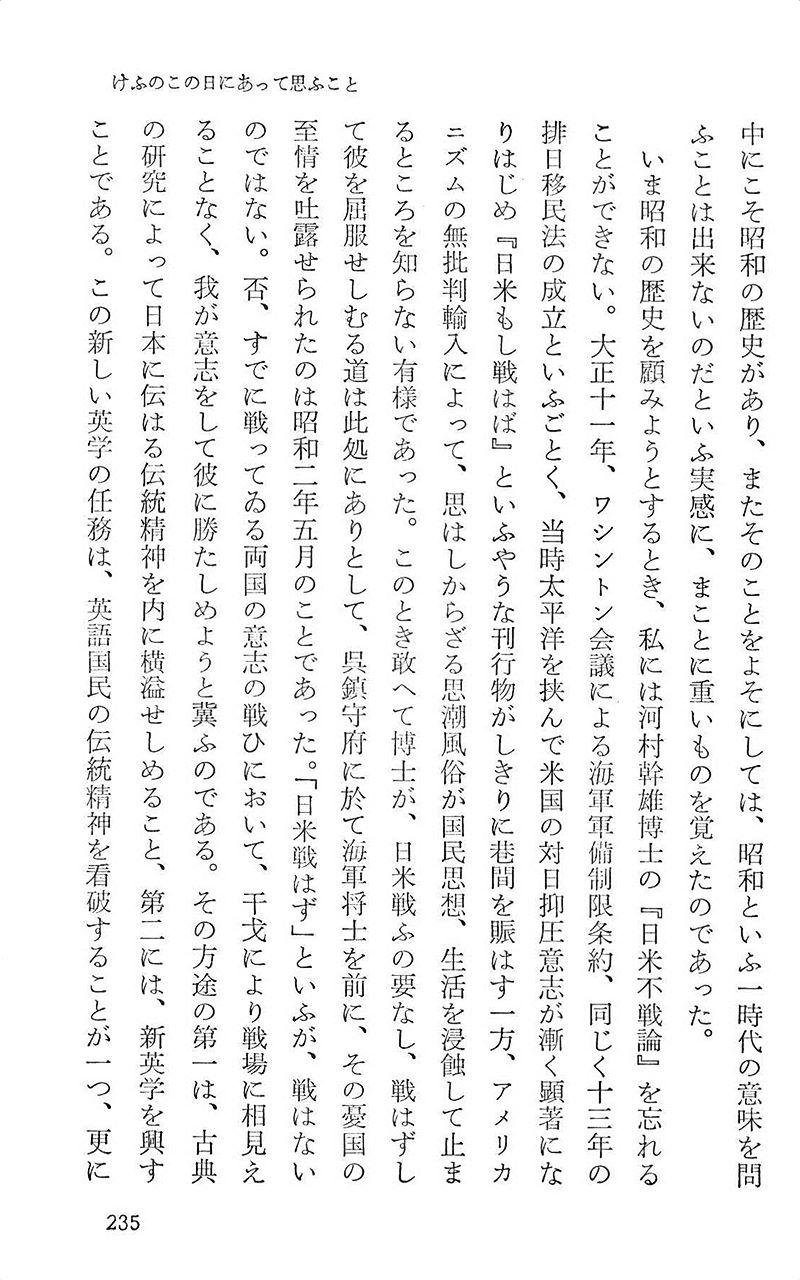 けふのこの日にあって思ふこと
中にこそ昭和の歴史があり、またそのことをよそにしては、昭和といふ一時代の意味を問
ふことは出来ないのだといふ実感に、まことに重いものを覚えたのであった。
いま昭和の歴史を顧みようとするとき、私には河村幹雄博士の『日米不戦論』を忘れる
ことができない。大正十一年、ワシントン会議による海軍軍備制限条約、同じく十三年の
排日移民法の成立といふごとく、当時太平洋を挟んで米国の対日抑圧意志が漸く顕著にな
りはじめ『日米もし戦はば』といふやうな刊行物がしきりに巷間を賑はす一方、アメリカ
ニズムの無批判輸入によって、思はしからざる思潮風俗が国民思想、生活を浸蝕して止ま
るところを知らない有様であった。このとき敢へて博士が、日米戦ふの要なし、戦はずし
て彼を屈服せしむる道は此処にありとして、呉鎮守府に於て海軍将士を前に、その憂国の
至情を吐露せられたのは昭和二年五月のことであった。「日米戦はず」といふが、戦はない
のではない。否、すでに戦ってゐる両国の意志の戦ひにおいて、干戈により戦場に相見え
ることなく、我が意志をして彼に勝たしめようと冀ふのである。その方途の第一は、古典
の研究によって日本に伝はる伝統精神を内に横溢せしめること、第二には、新英学を興す
ことである。この新しい英学の任務は、英語国民の伝統精神を看破することが一つ、更に
235